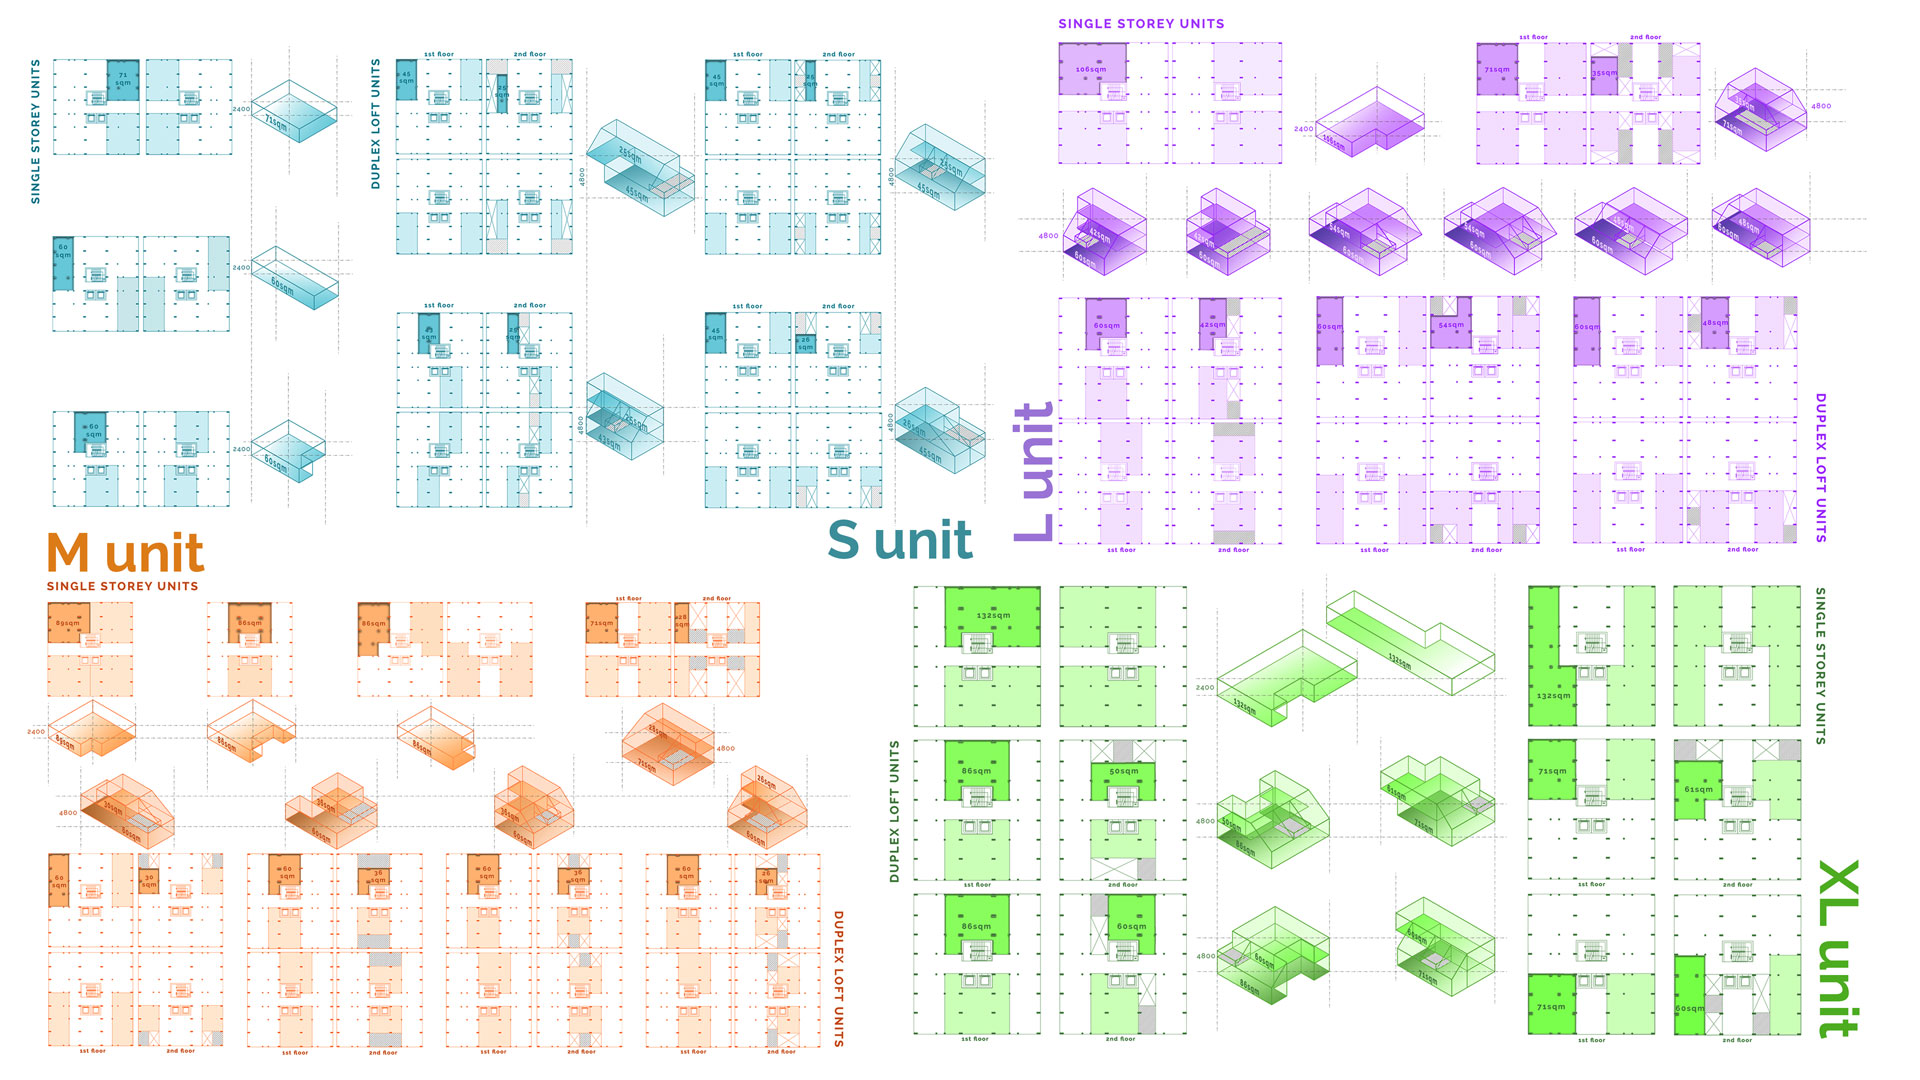 SINGLE STOREY UNITS
71
sqm
2400
71sqm
60
sqm
2400
60sqm
60
sqm
2400
60sqm
DUPLEX LOFT UNITS
1st floor
2nd floor
45
sqm
25
sqm
4800
25sqm
45sqm
1st floor
2nd floor
45
sqm
25
sqm
4800
25sqm
45sqm
1st floor
2nd floor
43
sqm
25
sqm
4800
25sqm
43sqm
1st floor
2nd floor
45
sqm
26
sqm
4800
26sqm
45sqm
S unit
SINGLE STOREY UNITS
106sqm
2400
106sqm
1st floor
2nd floor
71sqm
35sqm
4800
35sqm
71sqm
4800
42sqm
60sqm
42sqm
60sqm
54sqm
60sqm
54sqm
60sqm
48sqm
60sqm
48sqm
60sqm
L unit
60sqm
42sqm
1st floor
2nd floor
60sqm
54sqm
1st floor
2nd floor
60sqm
48sqm
1st floor
2nd floor
DUPLEX LOFT UNITS
M unit
SINGLE STOREY UNITS
89sqm
86sqm
86sqm
1st floor
2nd floor
71sqm
28
sqm
2400
89sqm
86sqm
86sqm
28sqm
71sqm
4800
4800
30sqm
60sqm
36sqm
60sqm
36sqm
60sqm
26sqm
60sqm
60
sqm
30
sqm
1st floor
2nd floor
60
sqm
36
sqm
1st floor
2nd floor
60
sqm
36
sqm
1st floor
2nd floor
60
sqm
26
sqm
1st floor
2nd floor
DUPLEX LOFT UNITS
132sqm
2400
132sqm
132sqm
132sqm
SINGLE STOREY UNITS
DUPLEX LOFT UNITS
86sqm
50sqm
1st floor
2nd floor
4800
50sqm
86sqm
61sqm
71sqm
71sqm
61sqm
1st floor
2nd floor
86sqm
60sqm
1st floor
2nd floor
4800
60sqm
86sqm
60sqm
71sqm
71sqm
60sqm
1st floor
2nd floor
XL unit